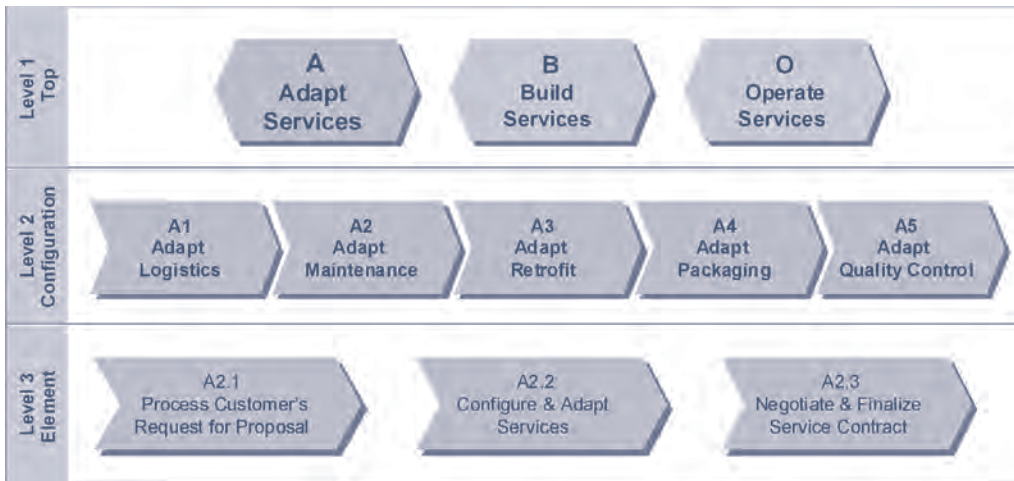 Level 1
Top
A
Adapt
Services
B
Build
Services
O
Operate
Services
Level 2
Configuration
A1
Adapt
Logistics
A2
Adapt
Maintenance
A3
Adapt
Retrofit
A4
Adapt
Packaging
A5
Adapt
Quality Control
Level 3
Element
A2.1
Process Customer's
Request for Proposal
A2.2
Configure & Adapt
Services
A2.3
Negotiate & Finalize
Service Contract